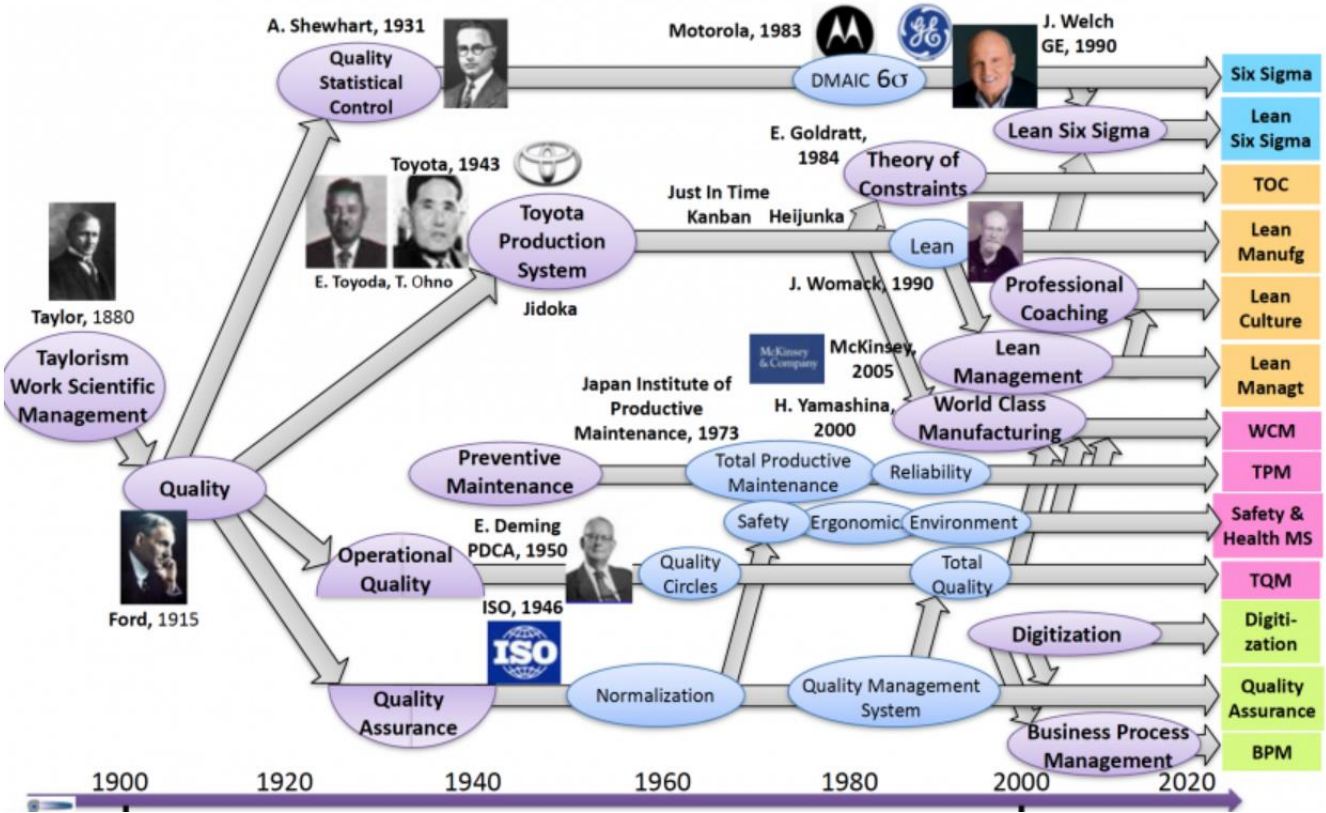 A. Shewhart, 1931
Quality
Statistical
Control
Motorola, 1983
DMAIC 6σ
GE
J. Welch
GE, 1990
Six Sigma
Lean Six Sigma
Lean
Six Sigma
E. Goldratt,
1984
Theory of
Constraints
TOC
Toyota, 1943
E. Toyoda, T. Ohno
Toyota
Production
System
Jidoka
Just In Time
Kanban
Heijunka
Lean
J. Womack, 1990
Lean
Manufg
Professional
Coaching
Lean
Culture
Taylor, 1880
Taylorism
Work Scientific
Management
McKinsey
& Company
McKinsey,
2005
Lean
Management
Lean
Managt
H. Yamashina,
2000
World Class
Manufacturing
WCM
Japan Institute of
Productive
Maintenance, 1973
Preventive
Maintenance
Total Productive
Maintenance
Reliability
TPM
Quality
Ford, 1915
Safety
Ergonomic
Environment
Safety &
Health MS
Operational
Quality
E. Deming
PDCA, 1950
Quality
Circles
Total
Quality
TQM
ISO, 1946
ISO
Digitization
Digiti-
zation
Quality
Assurance
Normalization
Quality Management
System
Quality
Assurance
Business Process
Management
BPM
1900
1920
1940
1960
1980
2000
2020